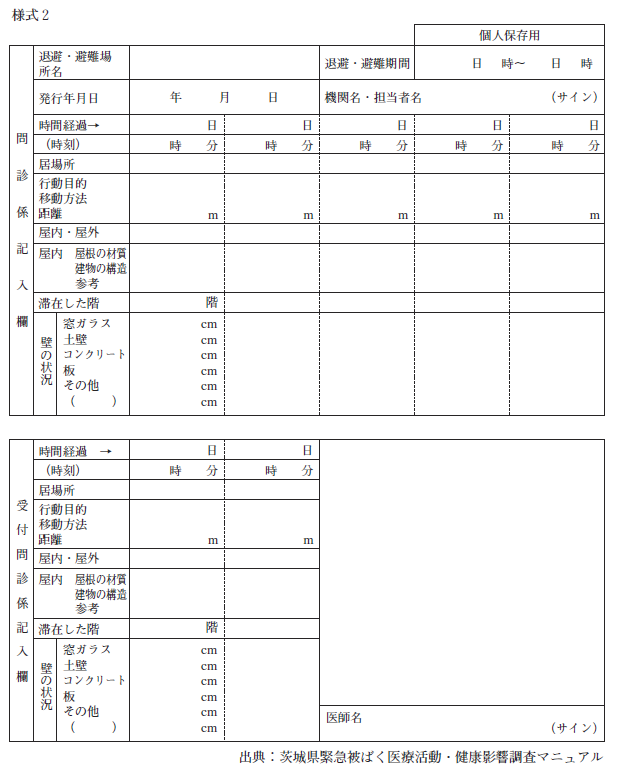 様式2
個人保存用
退避・避難場所名 退避・避難期間 日 時～ 日 時
発行年月日 年 月 日 機関名・担当者名 （サイン）
問診係記入欄
時間経過→ 日 日 日 日 日
（時刻） 時 分 時 分 時 分 時 分 時 分
居場所
行動目的
移動方法
距離 m m m m m
屋内・屋外
屋内 屋根の材質
建物の構造
参考
滞在した階 階
壁の状況
窓ガラス cm
土壁 cm
コンクリート cm
板 cm
その他 cm
（ ） cm
受付問診係記入欄
時間経過 → 日 日
（時刻） 時 分 時 分
居場所
行動目的
移動方法
距離 m m
屋内・屋外
屋内 屋根の材質
建物の構造
参考
滞在した階 階
壁の状況
窓ガラス cm
土壁 cm
コンクリート cm
板 cm
その他 cm
（ ） cm
医師名
（サイン）
出典：茨城県緊急被ばく医療活動・健康影響調査マニュアル